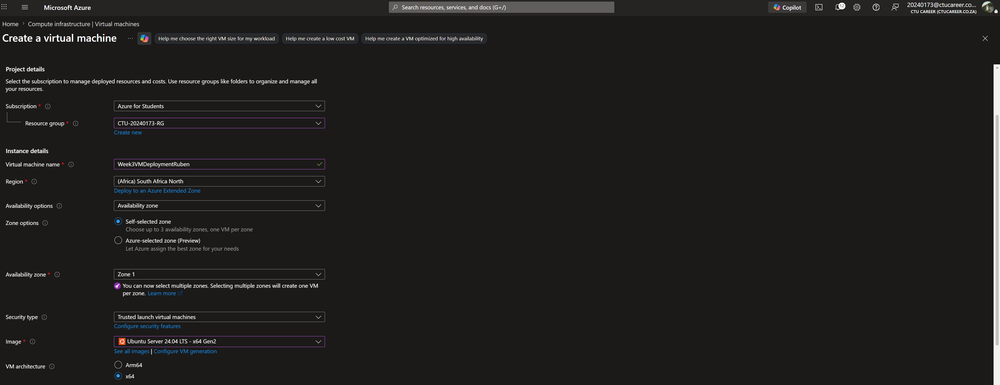 Microsoft Azure
Search resources, services, and docs (G+/)
Copilot
12
20240173@ctucareer.co...
CTU CAREER (CTUCAREER.CO.ZA)
Home > Compute infrastructure | Virtual machines
Create a virtual machine ...
Help me choose the right VM size for my workload
Help me create a low cost VM
Help me create a VM optimized for high availability
Project details
Select the subscription to manage deployed resources and costs. Use resource groups like folders to organize and manage all
your resources.
Subscription *
Azure for Students
Resource group *
CTU-20240173-RG
Create new
Instance details
Virtual machine name *
Week3VMDeploymentRuben
Region *
(Africa) South Africa North
Deploy to an Azure Extended Zone
Availability options
Availability zone
Zone options
Self-selected zone
Choose up to 3 availability zones, one VM per zone
Azure-selected zone (Preview)
Let Azure assign the best zone for your needs
Availability zone *
Zone 1
You can now select multiple zones. Selecting multiple zones will create one VM
per zone. Learn more
Security type
Trusted launch virtual machines
Configure security features
Image *
Ubuntu Server 24.04 LTS - x64 Gen2
See all images | Configure VM generation
VM architecture
Arm64
x64